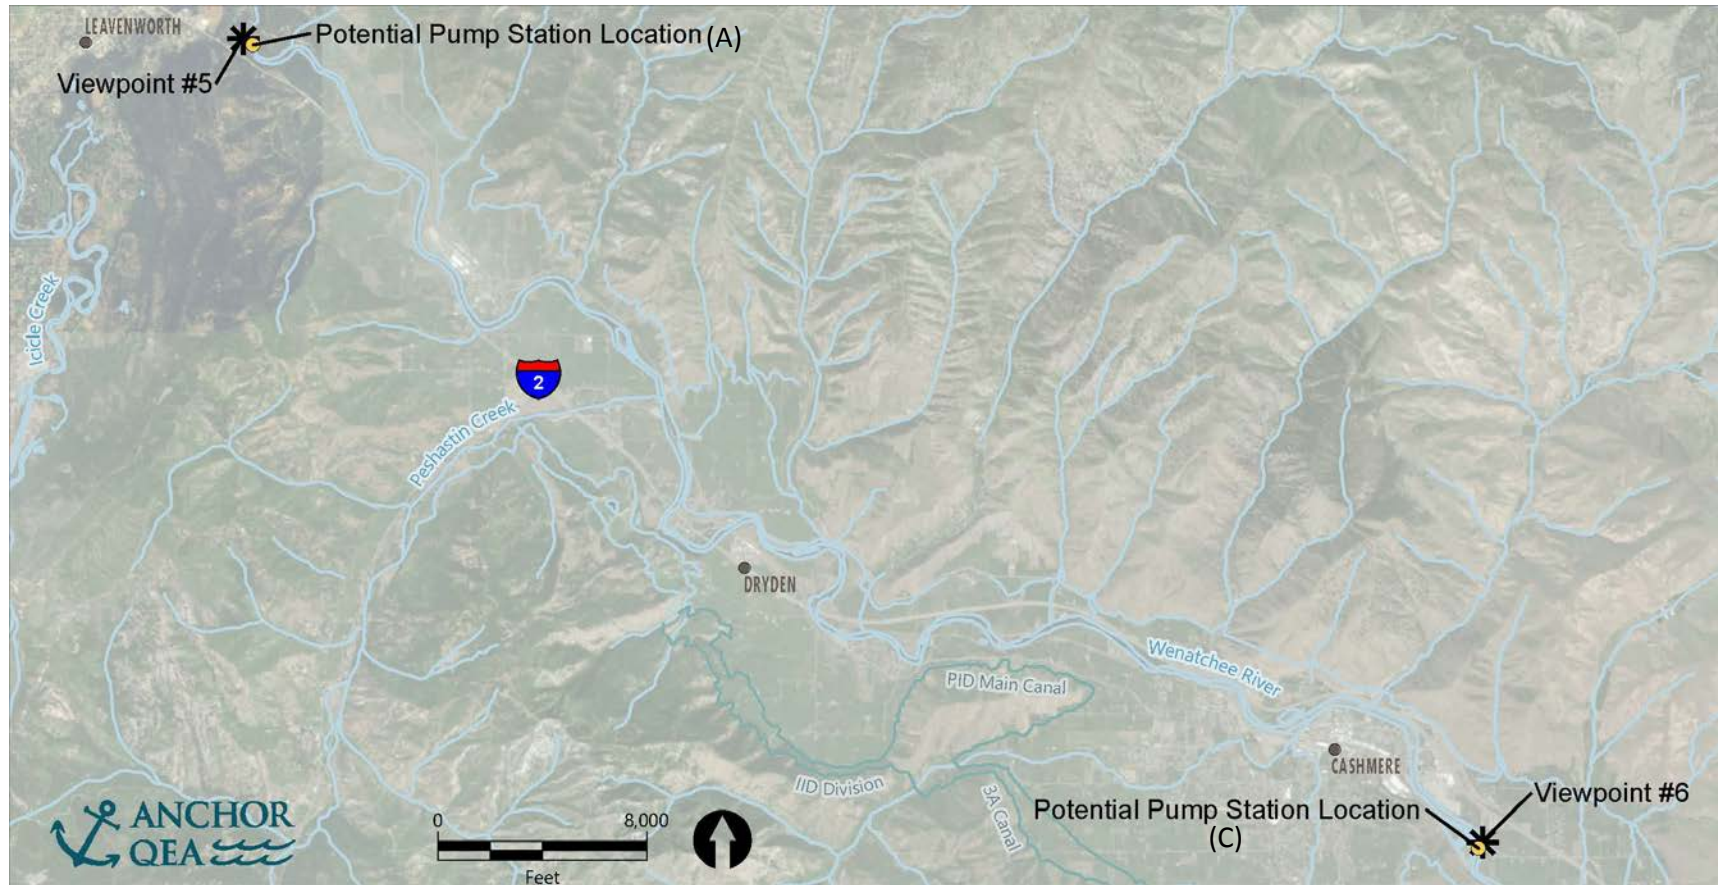 LEAVENWORTH
Potential Pump Station Location (A)
Viewpoint #5
Icicle Creek
2
Peshastin Creek
DRYDEN
Wenatchee River
PID Main Canal
IID Division
3A Canal
CASHMERE
Viewpoint #6
Potential Pump Station Location
(C)
ANCHOR
QEA
0 8,000
Feet